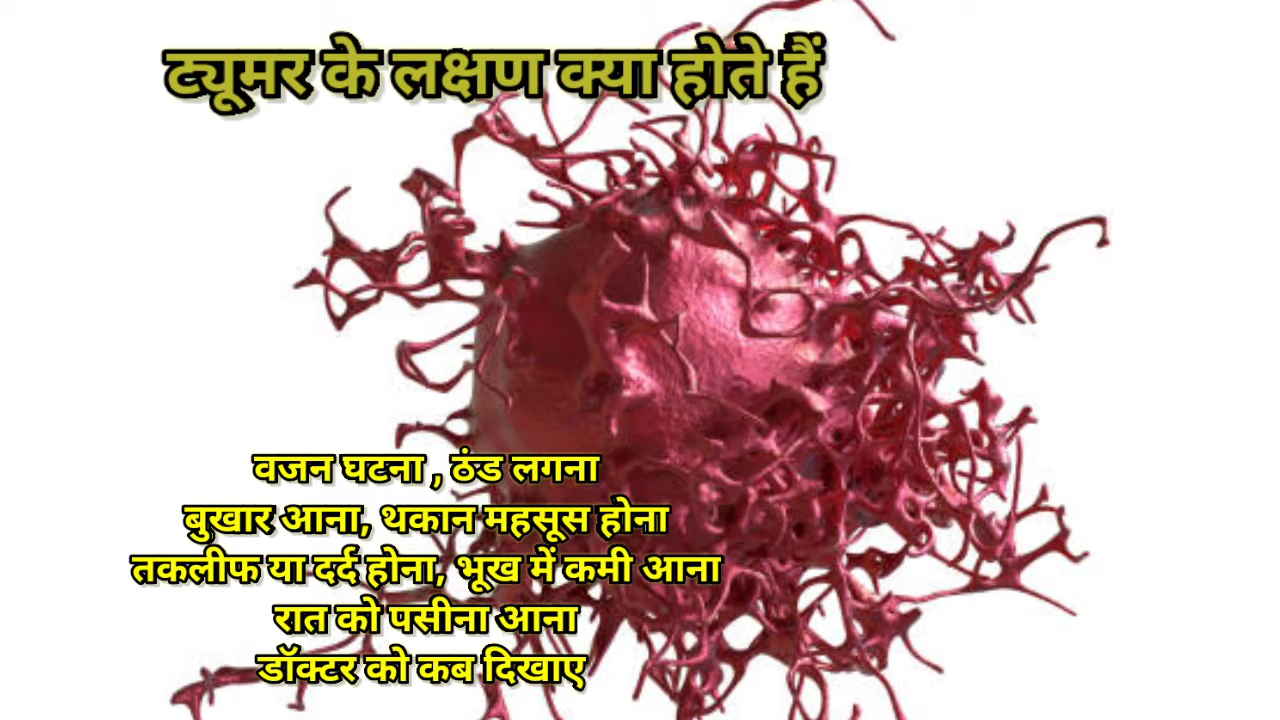 ट्यूमर के लक्षण क्या होते हैं
वजन घटना , ठंड लगना
बुखार आना, थकान महसूस होना
तकलीफ या दर्द होना, भूख में कमी आना
रात को पसीना आना
डॉक्टर को कब दिखाए